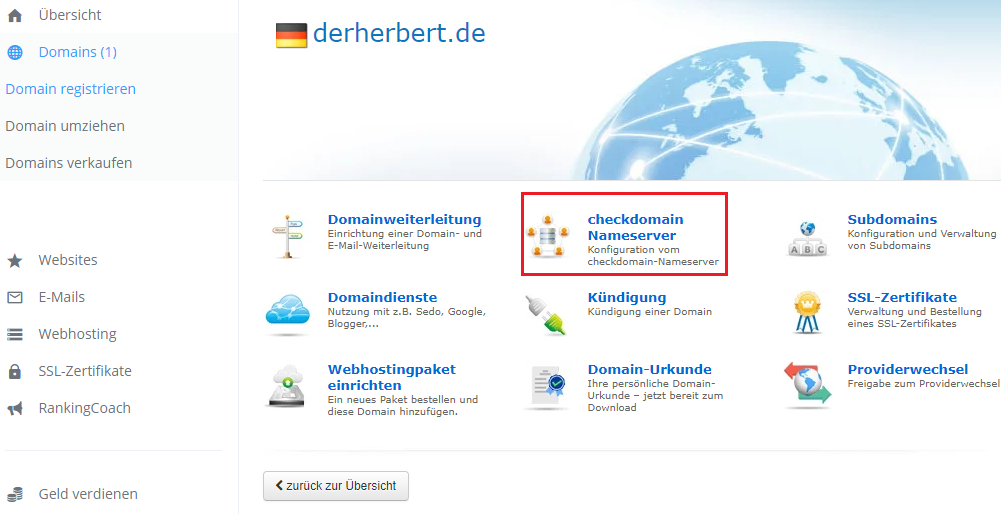 Übersicht
Domains (1)
Domain registrieren
Domain umziehen
Domains verkaufen
Websites
E-Mails
Webhosting
SSL-Zertifikate
RankingCoach
Geld verdienen
derherbert.de
Domainweiterleitung
Einrichtung einer Domain- und
E-Mail-Weiterleitung
checkdomain
Nameserver
Konfiguration vom
checkdomain-Nameserver
Subdomains
Konfiguration und Verwaltung
von Subdomains
A B C
Domaindienste
Nutzung mit z.B. Sedo, Google,
Blogger,...
Kündigung
Kündigung einer Domain
SSL-Zertifikate
Verwaltung und Bestellung
eines SSL-Zertifikates
Webhostingpaket
einrichten
Ein neues Paket bestellen und
diese Domain hinzufügen.
Domain-Urkunde
Ihre persönliche Domain-
Urkunde – jetzt bereit zum
Download
Providerwechsel
Freigabe zum Providerwechsel
zurück zur Übersicht